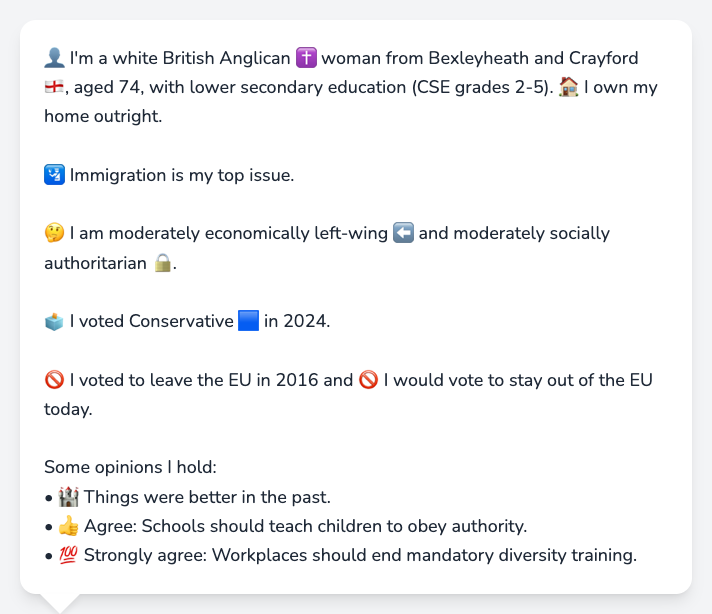 👤 I'm a white British Anglican ✝️ woman from Bexleyheath and Crayford
🏴󠁧󠁢󠁥󠁮󠁧󠁿, aged 74, with lower secondary education (CSE grades 2-5). 🏠 I own my
home outright.
🛂 Immigration is my top issue.
🤔 I am moderately economically left-wing ⬅️ and moderately socially
authoritarian 🔒.
🗳️ I voted Conservative 🟦 in 2024.
🚫 I voted to leave the EU in 2016 and 🚫 I would vote to stay out of the EU
today.
Some opinions I hold:
• 🏰 Things were better in the past.
• 👍 Agree: Schools should teach children to obey authority.
• 💯 Strongly agree: Workplaces should end mandatory diversity training.